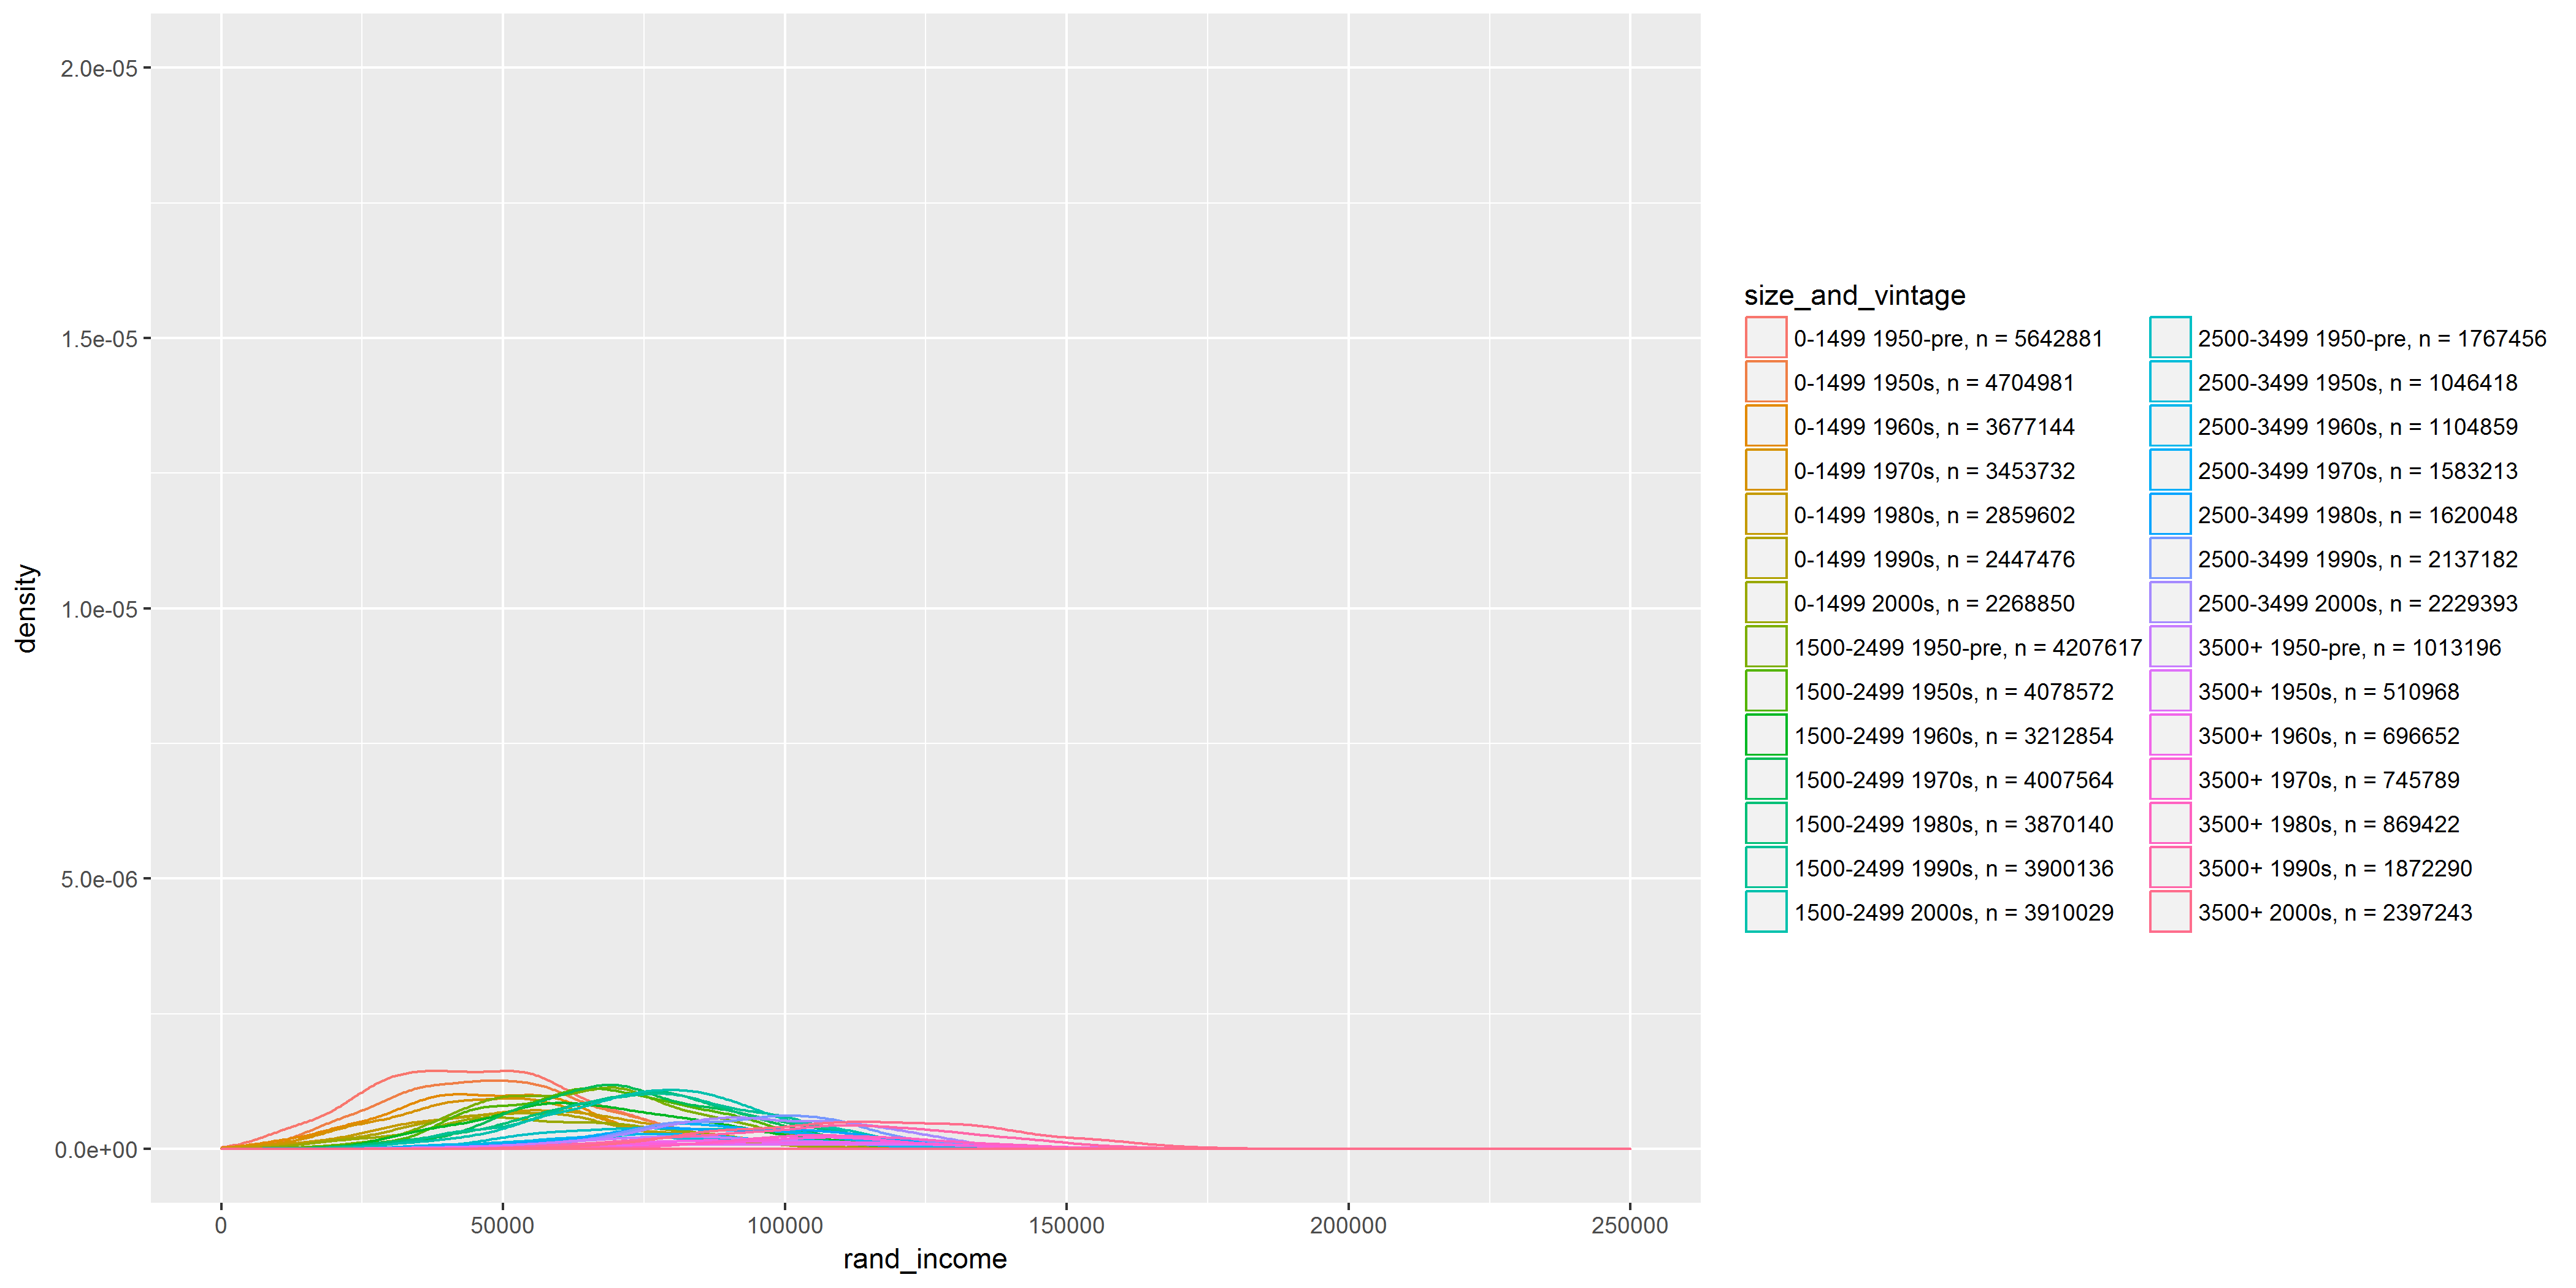 2.0e-05
1.5e-05
1.0e-05
5.0e-06
0.0e+00
density
0 50000 100000 150000 200000 250000
rand_income
size_and_vintage
0-1499 1950-pre, n = 5642881
0-1499 1950s, n = 4704981
0-1499 1960s, n = 3677144
0-1499 1970s, n = 3453732
0-1499 1980s, n = 2859602
0-1499 1990s, n = 2447476
0-1499 2000s, n = 2268850
1500-2499 1950-pre, n = 4207617
1500-2499 1950s, n = 4078572
1500-2499 1960s, n = 3212854
1500-2499 1970s, n = 4007564
1500-2499 1980s, n = 3870140
1500-2499 1990s, n = 3900136
1500-2499 2000s, n = 3910029
2500-3499 1950-pre, n = 1767456
2500-3499 1950s, n = 1046418
2500-3499 1960s, n = 1104859
2500-3499 1970s, n = 1583213
2500-3499 1980s, n = 1620048
2500-3499 1990s, n = 2137182
2500-3499 2000s, n = 2229393
3500+ 1950-pre, n = 1013196
3500+ 1950s, n = 510968
3500+ 1960s, n = 696652
3500+ 1970s, n = 745789
3500+ 1980s, n = 869422
3500+ 1990s, n = 1872290
3500+ 2000s, n = 2397243